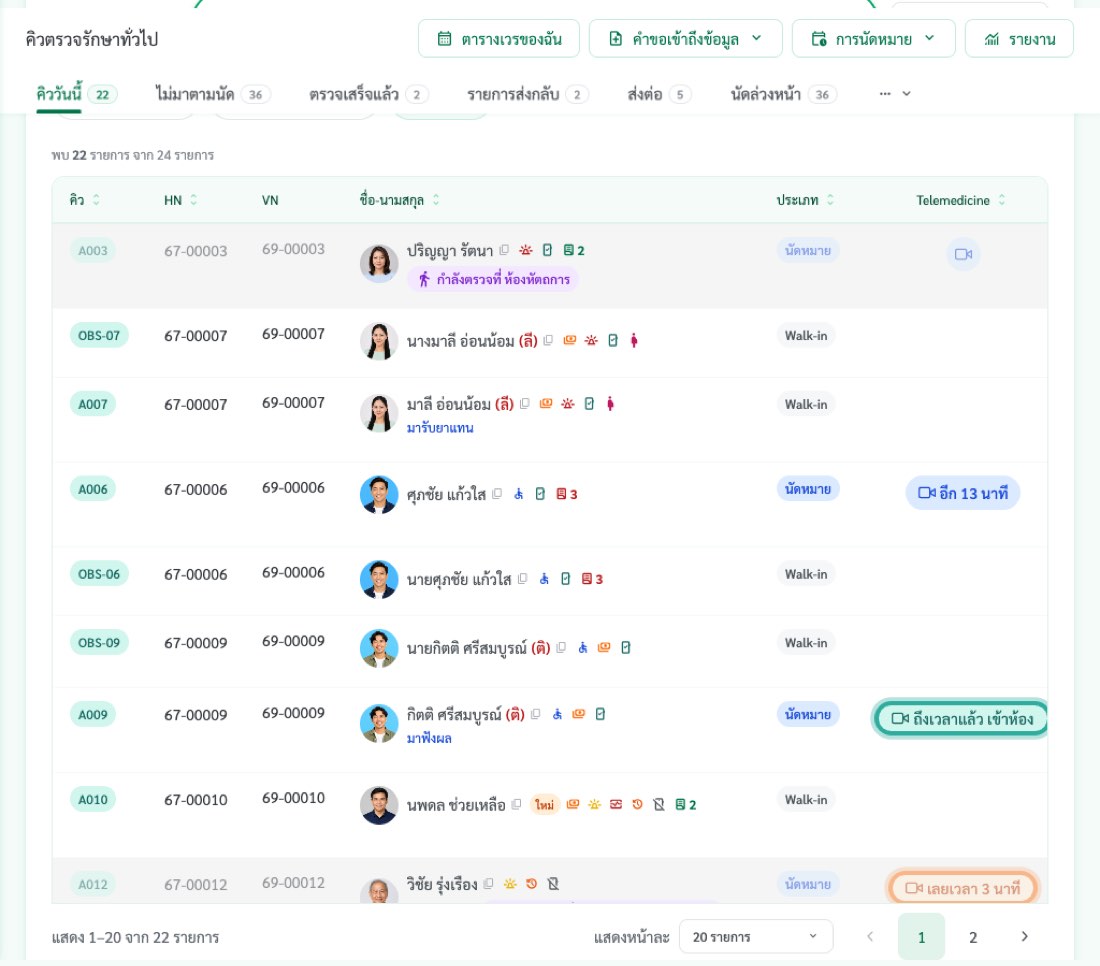 คิวตรวจรักษาทั่วไป ตารางเวรของฉัน คำขอเข้าถึงข้อมูล การนัดหมาย รายงาน
คิววันนี้ 22 ไม่มาตามนัด 36 ตรวจเสร็จแล้ว 2 รายการส่งกลับ 2 ส่งต่อ 5 นัดล่วงหน้า 36 ...
พบ 22 รายการ จาก 24 รายการ
คิว HN VN ชื่อ-นามสกุล ประเภท Telemedicine
A003 67-00003 69-00003 ปริญญา รัตนา 2 นัดหมาย
กำลังตรวจที่ ห้องหัตถการ
OBS-07 67-00007 69-00007 นางมาลี อ่อนน้อม (ลี) Walk-in
A007 67-00007 69-00007 มาลี อ่อนน้อม (ลี) Walk-in
มารับยาแทน
A006 67-00006 69-00006 ศุภชัย แก้วใส 3 นัดหมาย อีก 13 นาที
OBS-06 67-00006 69-00006 นายศุภชัย แก้วใส 3 Walk-in
OBS-09 67-00009 69-00009 นายกิตติ ศรีสมบูรณ์ (ติ) Walk-in
A009 67-00009 69-00009 กิตติ ศรีสมบูรณ์ (ติ) นัดหมาย ถึงเวลาแล้ว เข้าห้อง
มาฟังผล
A010 67-00010 69-00010 นพดล ช่วยเหลือ ใหม่ 2 Walk-in
A012 67-00012 69-00012 วิชัย รุ่งเรือง นัดหมาย เลยเวลา 3 นาที
แสดง 1–20 จาก 22 รายการ แสดงหน้าละ 20 รายการ 1 2